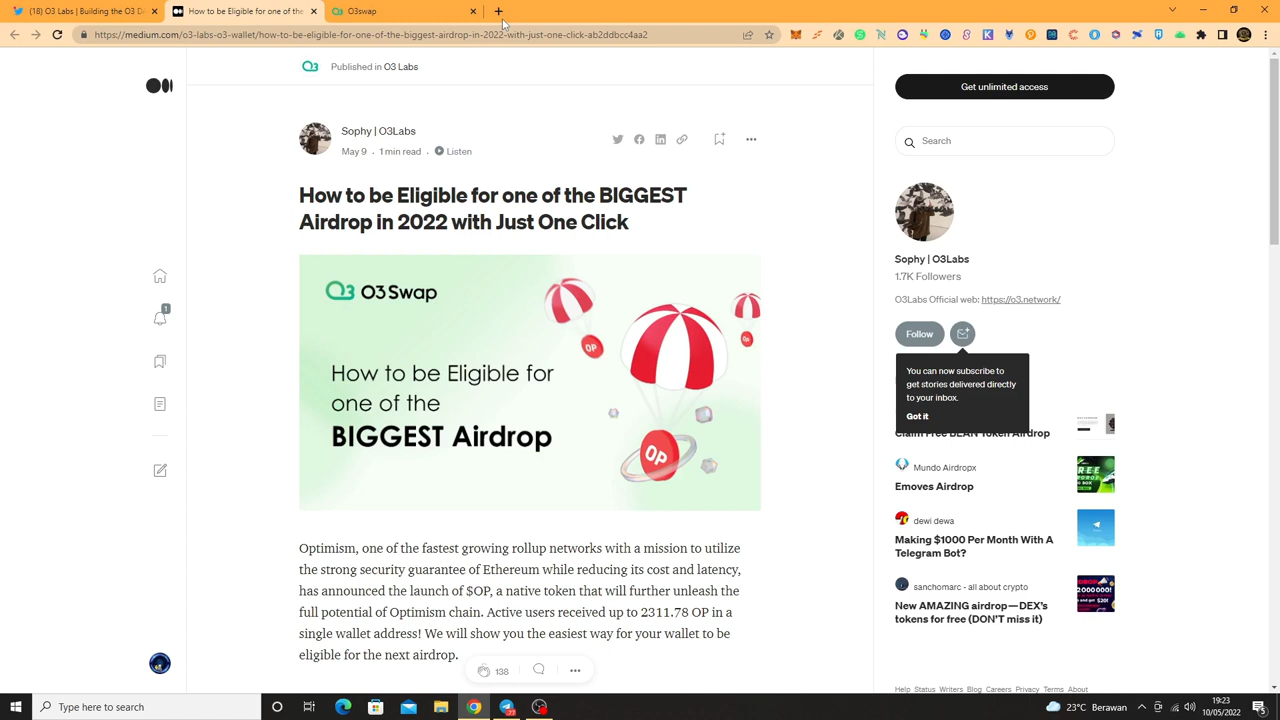 (18) O3 Labs | Building the O3 D
How to be Eligible for one of the
O3swap
https://medium.com/o3-labs-o3-wallet/how-to-be-eligible-for-one-of-the-biggest-airdrop-in-2022-with-just-one-click-ab2ddbcc4aa2
Published in O3 Labs
Get unlimited access
Sophy | O3Labs
May 9 · 1 min read · Listen
Search
How to be Eligible for one of the BIGGEST
Airdrop in 2022 with Just One Click
O3 Swap
OP
OP
OP
How to be Eligible for
one of the
BIGGEST Airdrop
Optimism, one of the fastest growing rollup networks with a mission to utilize
the strong security guarantee of Ethereum while reducing its cost and latency,
has announced the launch of $OP, a native token that will further unleash the
full potential of Optimism chain. Active users received up to 2311.78 OP in a
single wallet address! We will show you the easiest way for your wallet to be
eligible for the next airdrop.
138
1
Sophy | O3Labs
1.7K Followers
O3Labs Official web: https://o3.network/
Follow
You can now subscribe to
get stories delivered directly
to your inbox.
Got it
Claim Free BEAN Token Airdrop
Mundo Airdropx
Emoves Airdrop
dewi dewa
Making $1000 Per Month With A
Telegram Bot?
sanchomarc - all about crypto
New AMAZING airdrop—DEX's
tokens for free (DON'T miss it)
Help Status Writers Blog Careers Privacy Terms About
Type here to search
23°C Berawan
19:23
10/05/2022